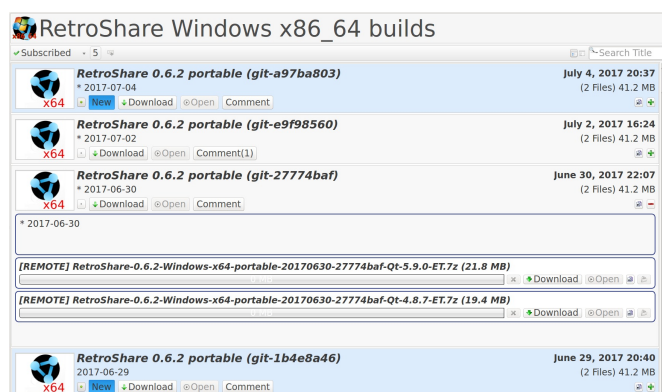 RetroShare Windows x86_64 builds
Subscribed 5 Search Title
RetroShare 0.6.2 portable (git-a97ba803) July 4, 2017 20:37
* 2017-07-04 (2 Files) 41.2 MB
x64 New Download Open Comment
RetroShare 0.6.2 portable (git-e9f98560) July 2, 2017 16:24
* 2017-07-02 (2 Files) 41.2 MB
x64 Download Open Comment(1)
RetroShare 0.6.2 portable (git-27774baf) June 30, 2017 22:07
* 2017-06-30 (2 Files) 41.2 MB
x64 Download Open Comment
* 2017-06-30
[REMOTE] RetroShare-0.6.2-Windows-x64-portable-20170630-27774baf-Qt-5.9.0-ET.7z (21.8 MB)
Download Open
[REMOTE] RetroShare-0.6.2-Windows-x64-portable-20170630-27774baf-Qt-4.8.7-ET.7z (19.4 MB)
Download Open
RetroShare 0.6.2 portable (git-1b4e8a46) June 29, 2017 20:40
2017-06-29 (2 Files) 41.2 MB
x64 New Download Open Comment